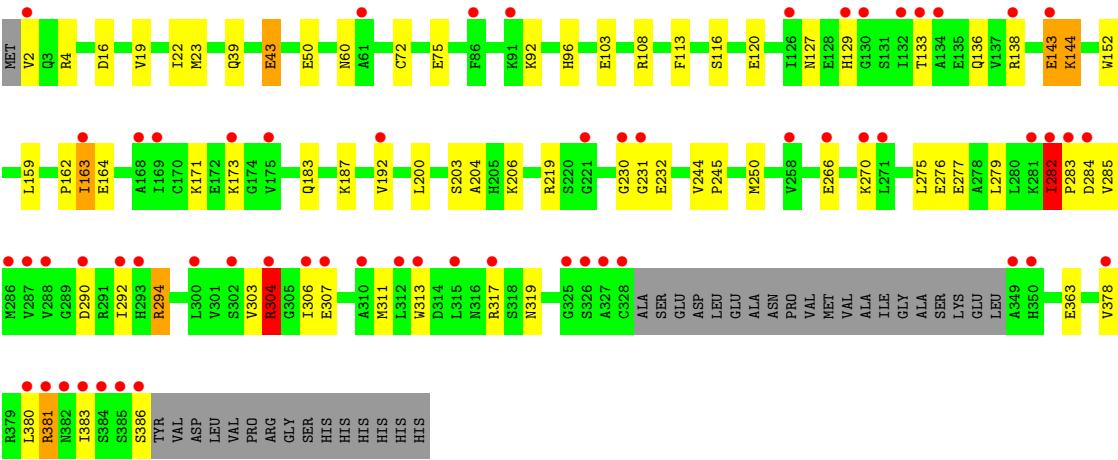 MET V2 Q3 R4 D16 V19 I22 M23 Q39 E43 E50 N60 A61 C72 E75 F86 K91 K92 H96 E103 R108 F113 S116 E120 I126 N127 E128 H129 G130 S131 I132 T133 A134 E135 Q136 V137 R138 E143 K144 W152
L159 P162 I163 E164 A168 I169 C170 K171 E172 K173 G174 V175 Q183 K187 V192 L200 S203 A204 H205 K206 R219 S220 G221 G230 G231 E232 V244 P245 M250 V258 E266 K270 L271 L275 E276 E277 A278 L279 L280 K281 I282 P283 D284 V285
M286 V287 V288 G289 D290 R291 I292 H293 R294 L300 V301 S302 V303 R304 G305 I306 E307 A310 M311 L312 W313 D314 L315 N316 R317 S318 N319 G325 S326 A327 C328 ALA SER GLU ASP LEU GLU ALA ASN PRO VAL MET VAL ALA ILE GLY ALA SER LYS GLU LEU A349 H350 E363 V378
R379 L380 R381 N382 I383 S384 S385 S386 TYR VAL ASP LEU VAL PRO ARG GLY SER HIS HIS HIS HIS HIS HIS